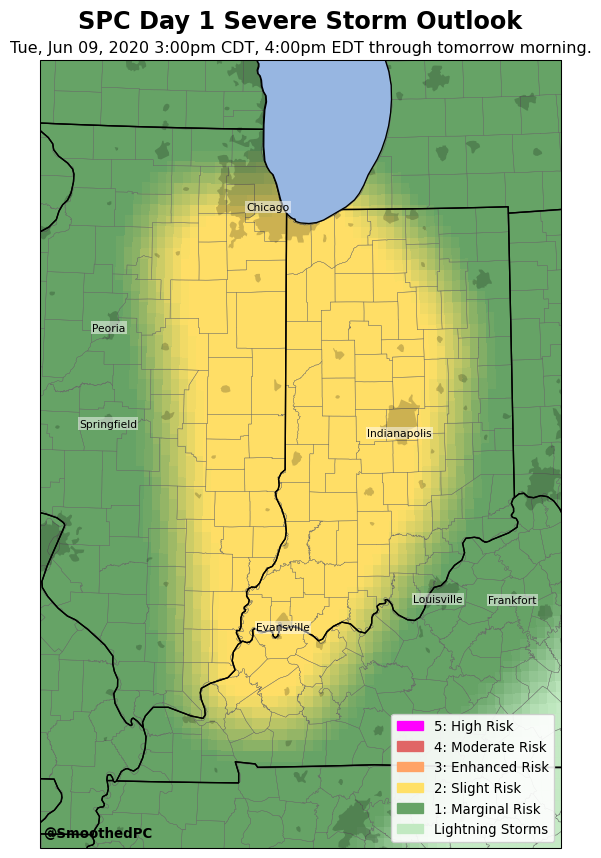 SPC Day 1 Severe Storm Outlook
Tue, Jun 09, 2020 3:00pm CDT, 4:00pm EDT through tomorrow morning.
Chicago
Peoria
Springfield
Indianapolis
Louisville
Frankfort
Evansville
5: High Risk
4: Moderate Risk
3: Enhanced Risk
2: Slight Risk
1: Marginal Risk
Lightning Storms
@SmoothedPC